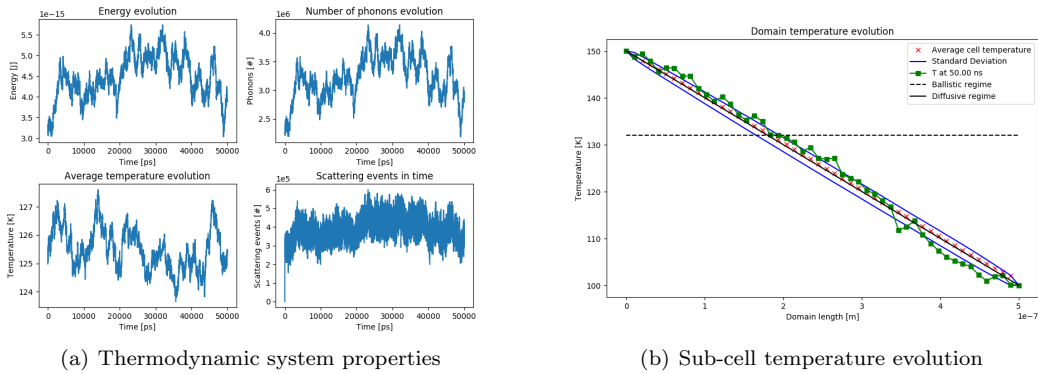 Energy evolution
1e−15
5.5
5.0
4.5
4.0
3.5
3.0
Energy [J]
0 10000 20000 30000 40000 50000
Time [ps]
Number of phonons evolution
1e6
4.0
3.5
3.0
2.5
Phonons [#]
0 10000 20000 30000 40000 50000
Time [ps]
Average temperature evolution
127
126
125
124
Temperature [K]
0 10000 20000 30000 40000 50000
Time [ps]
Scattering events in time
1e5
6
5
4
3
2
1
0
Scattering events [#]
0 10000 20000 30000 40000 50000
Time [ps]
(a) Thermodynamic system properties
Domain temperature evolution
150
140
130
120
110
100
Temperature [K]
Average cell temperature
Standard Deviation
T at 50.00 ns
Ballistic regime
Diffusive regime
0 1 2 3 4 5
1e−7
Domain length [m]
(b) Sub-cell temperature evolution